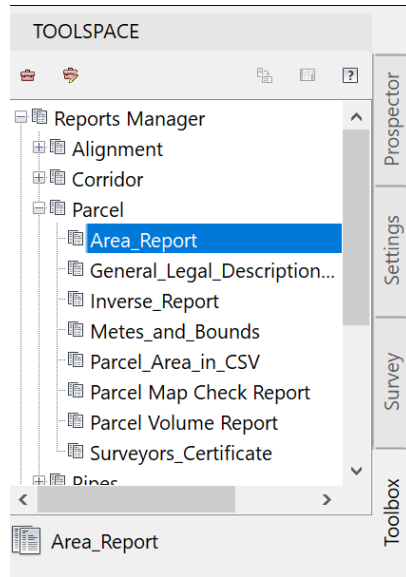 TOOLSPACE
?
Reports Manager
Alignment
Corridor
Parcel
Area_Report
General_Legal_Description...
Inverse_Report
Metes_and_Bounds
Parcel_Area_in_CSV
Parcel Map Check Report
Parcel Volume Report
Surveyors_Certificate
Pipes
Area_Report
Prospector
Settings
Survey
Toolbox